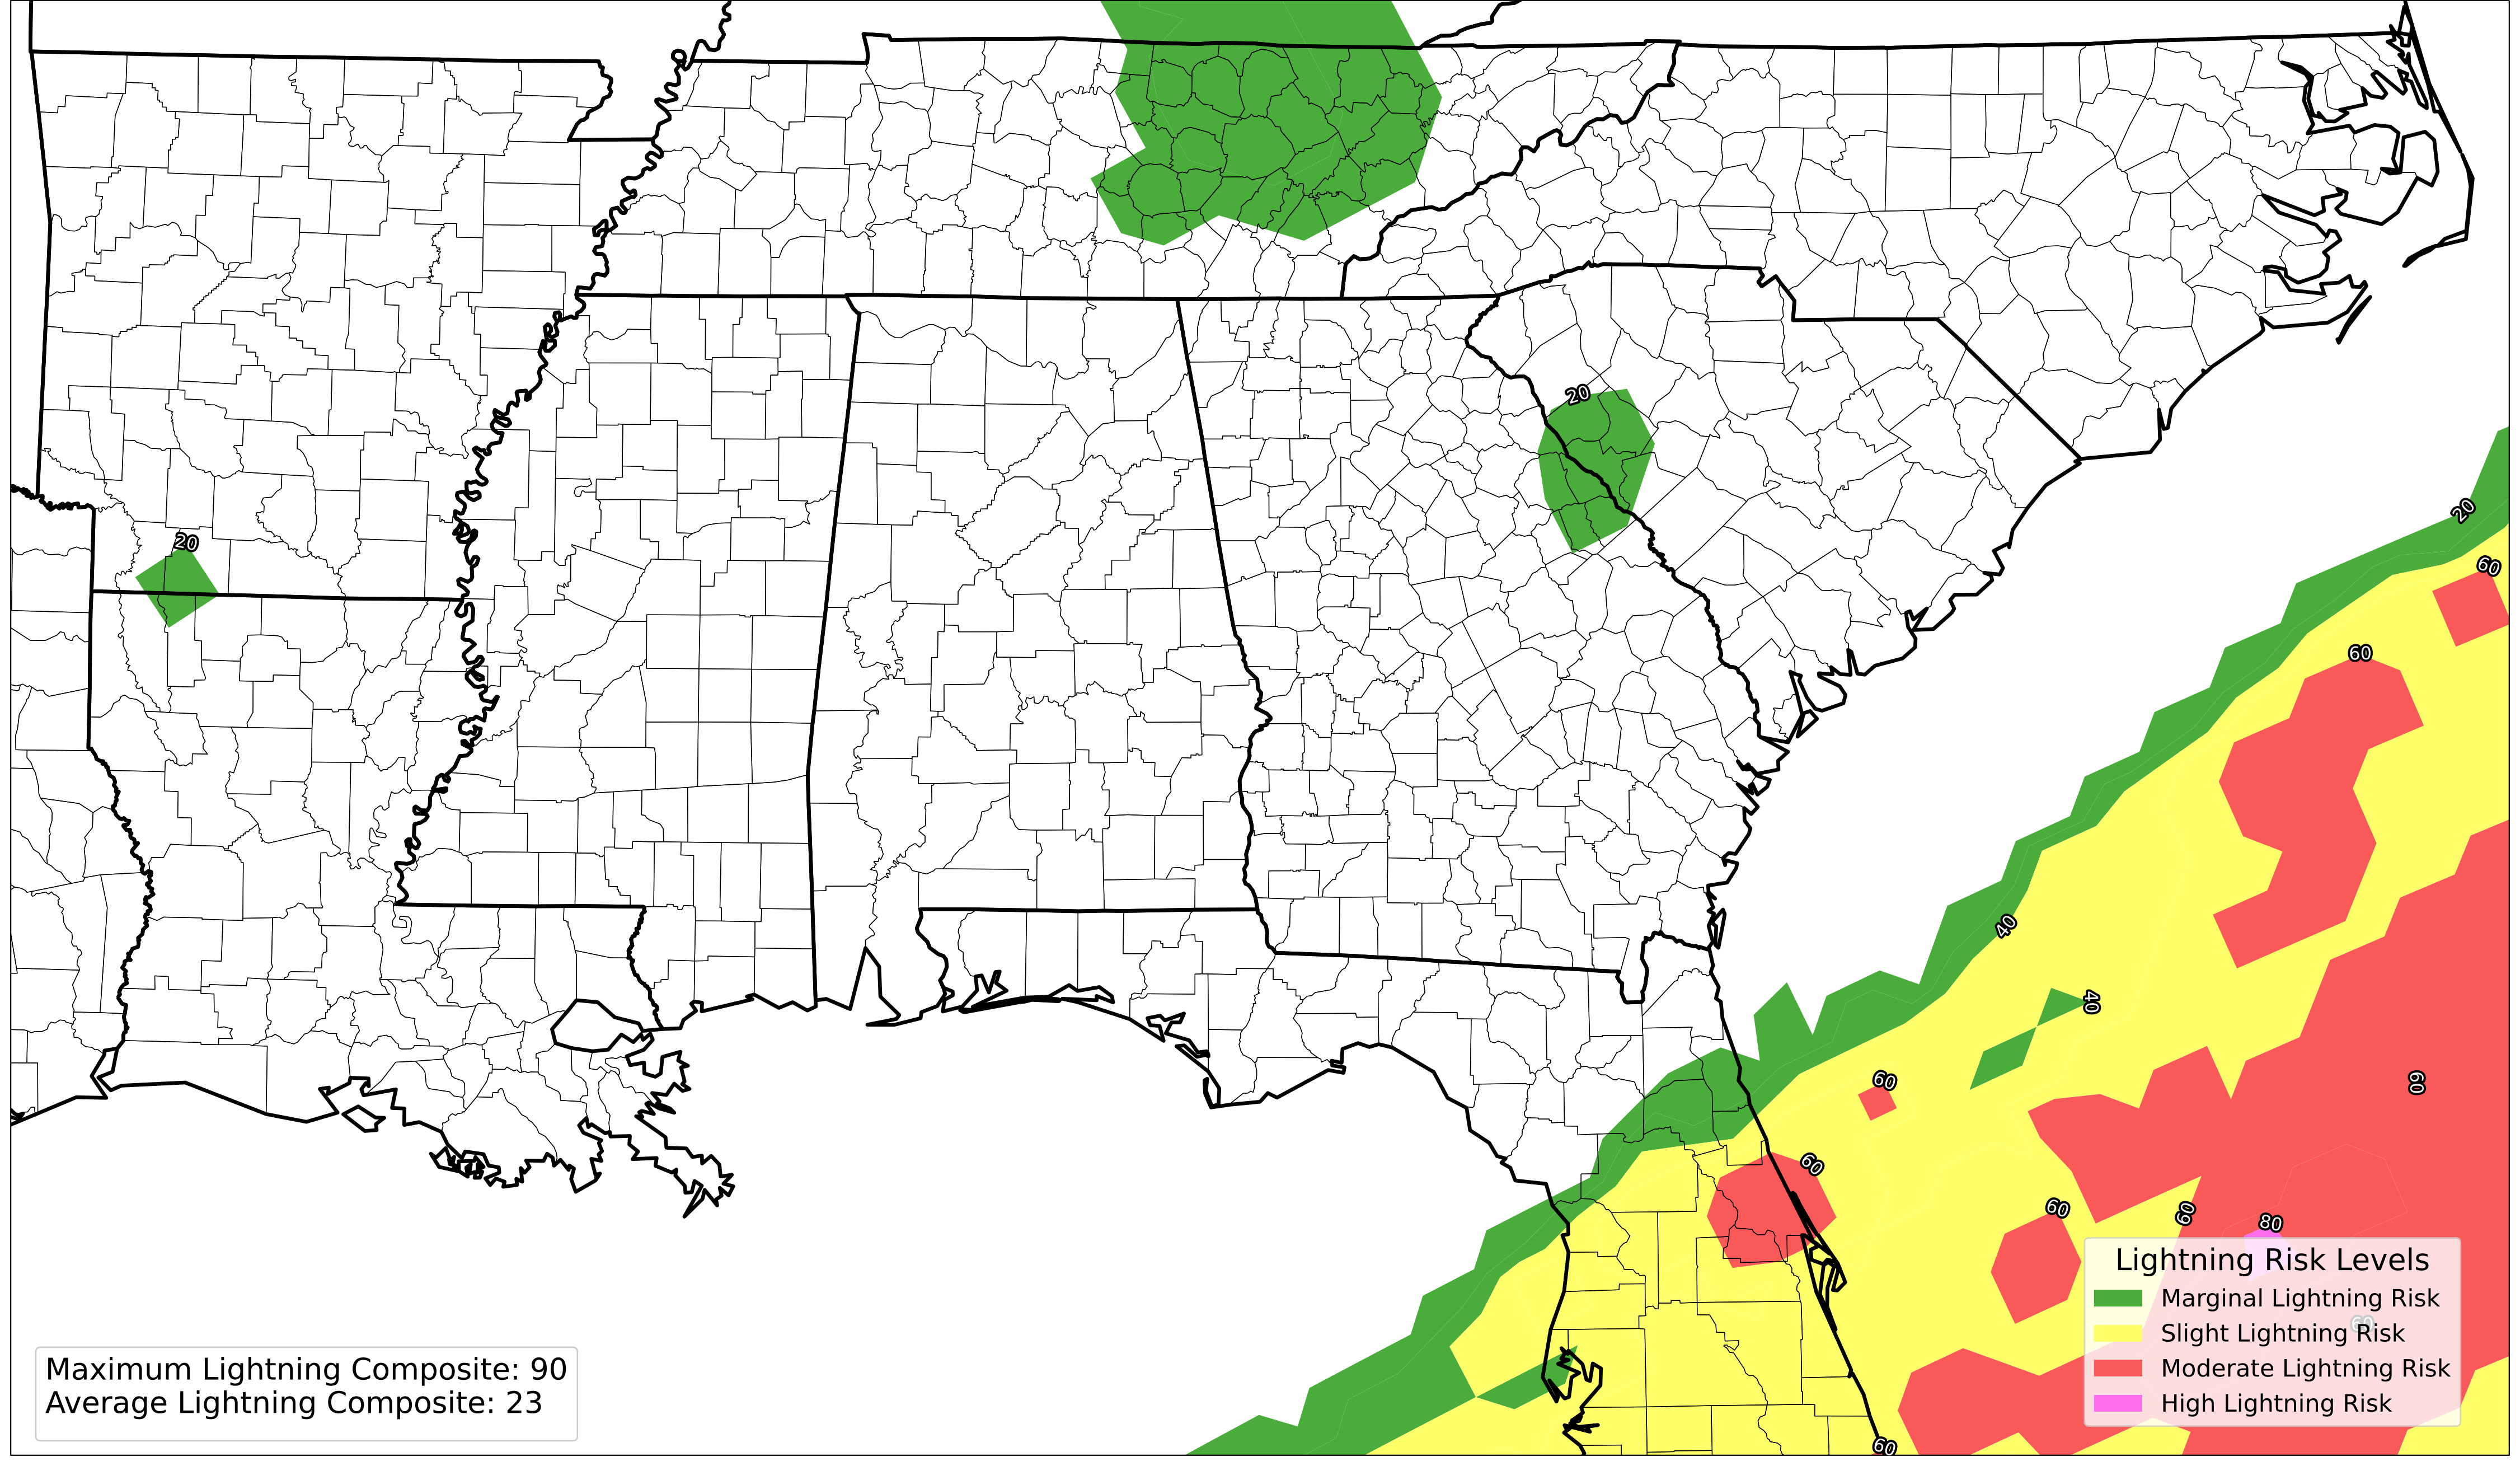 20
20
20
60
60
40
40
60
60
60
60
60
80
Lightning Risk Levels
Marginal Lightning Risk
Slight Lightning Risk
Moderate Lightning Risk
High Lightning Risk
60
Maximum Lightning Composite: 90
Average Lightning Composite: 23
60